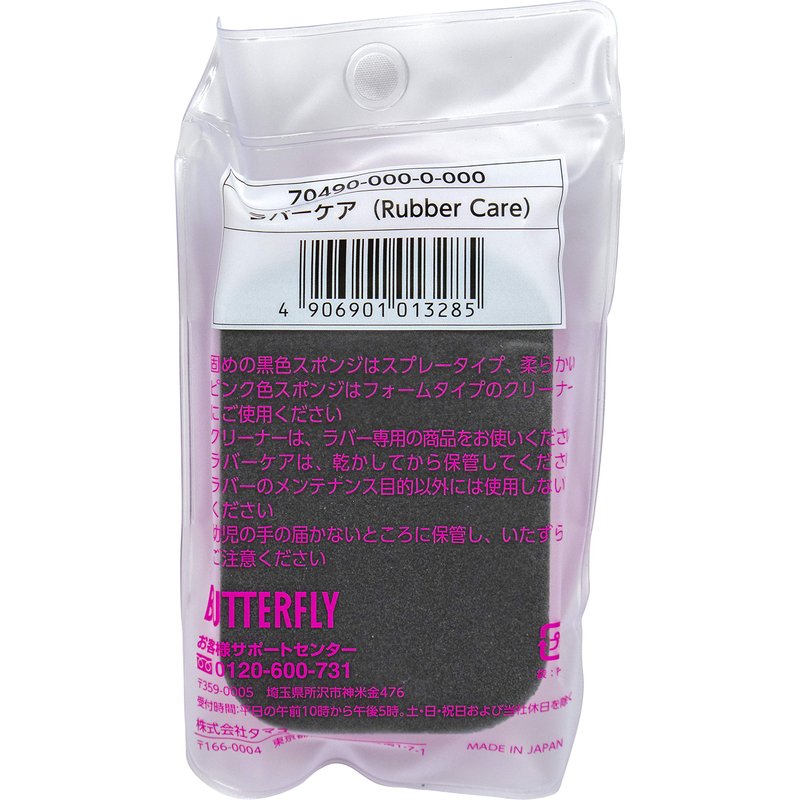 70490-000-0-000
ラバーケア (Rubber Care)
4 906901 013285
固めの黒色スポンジはスプレータイプ、柔らかい
ピンク色スポンジはフォームタイプのクリーナー
にご使用ください
クリーナーは、ラバー専用の商品をお使いくださ
ラバーケアは、乾かしてから保管してくださ
ラバーのメンテナンス目的以外には使用しない
ください
幼児の手の届かないところに保管し、いたずら
ご注意ください
BUTTERFLY
お客様サポートセンター
0120-600-731
〒359-0005 埼玉県所沢市神米金476
受付時間:平日の午前10時から午後5時。土・日・祝日および当社休日を除く
株式会社タマ
〒166-0004 東京都
MADE IN JAPAN